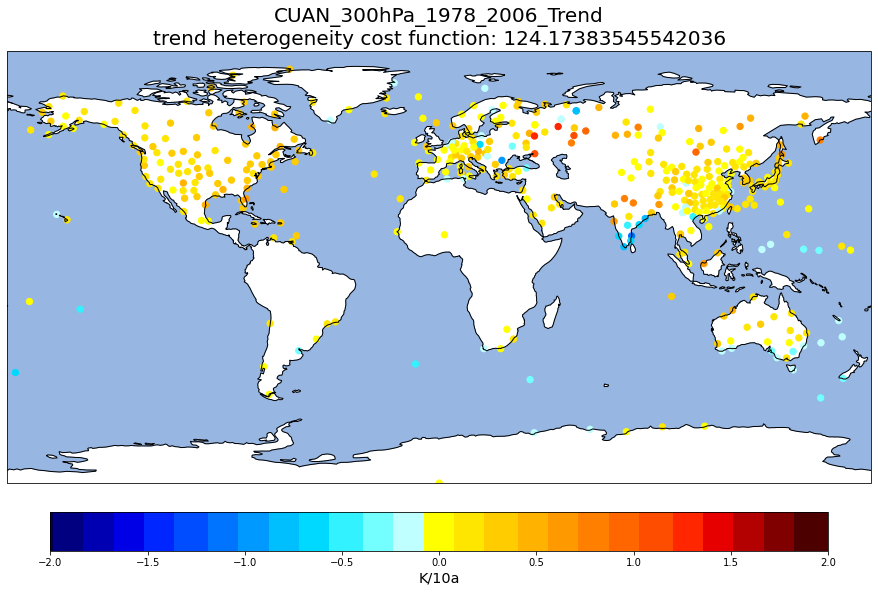 CUAN_300hPa_1978_2006_Trend
trend heterogeneity cost function: 124.17383545542036
−2.0 −1.5 −1.0 −0.5 0.0 0.5 1.0 1.5 2.0
K/10a